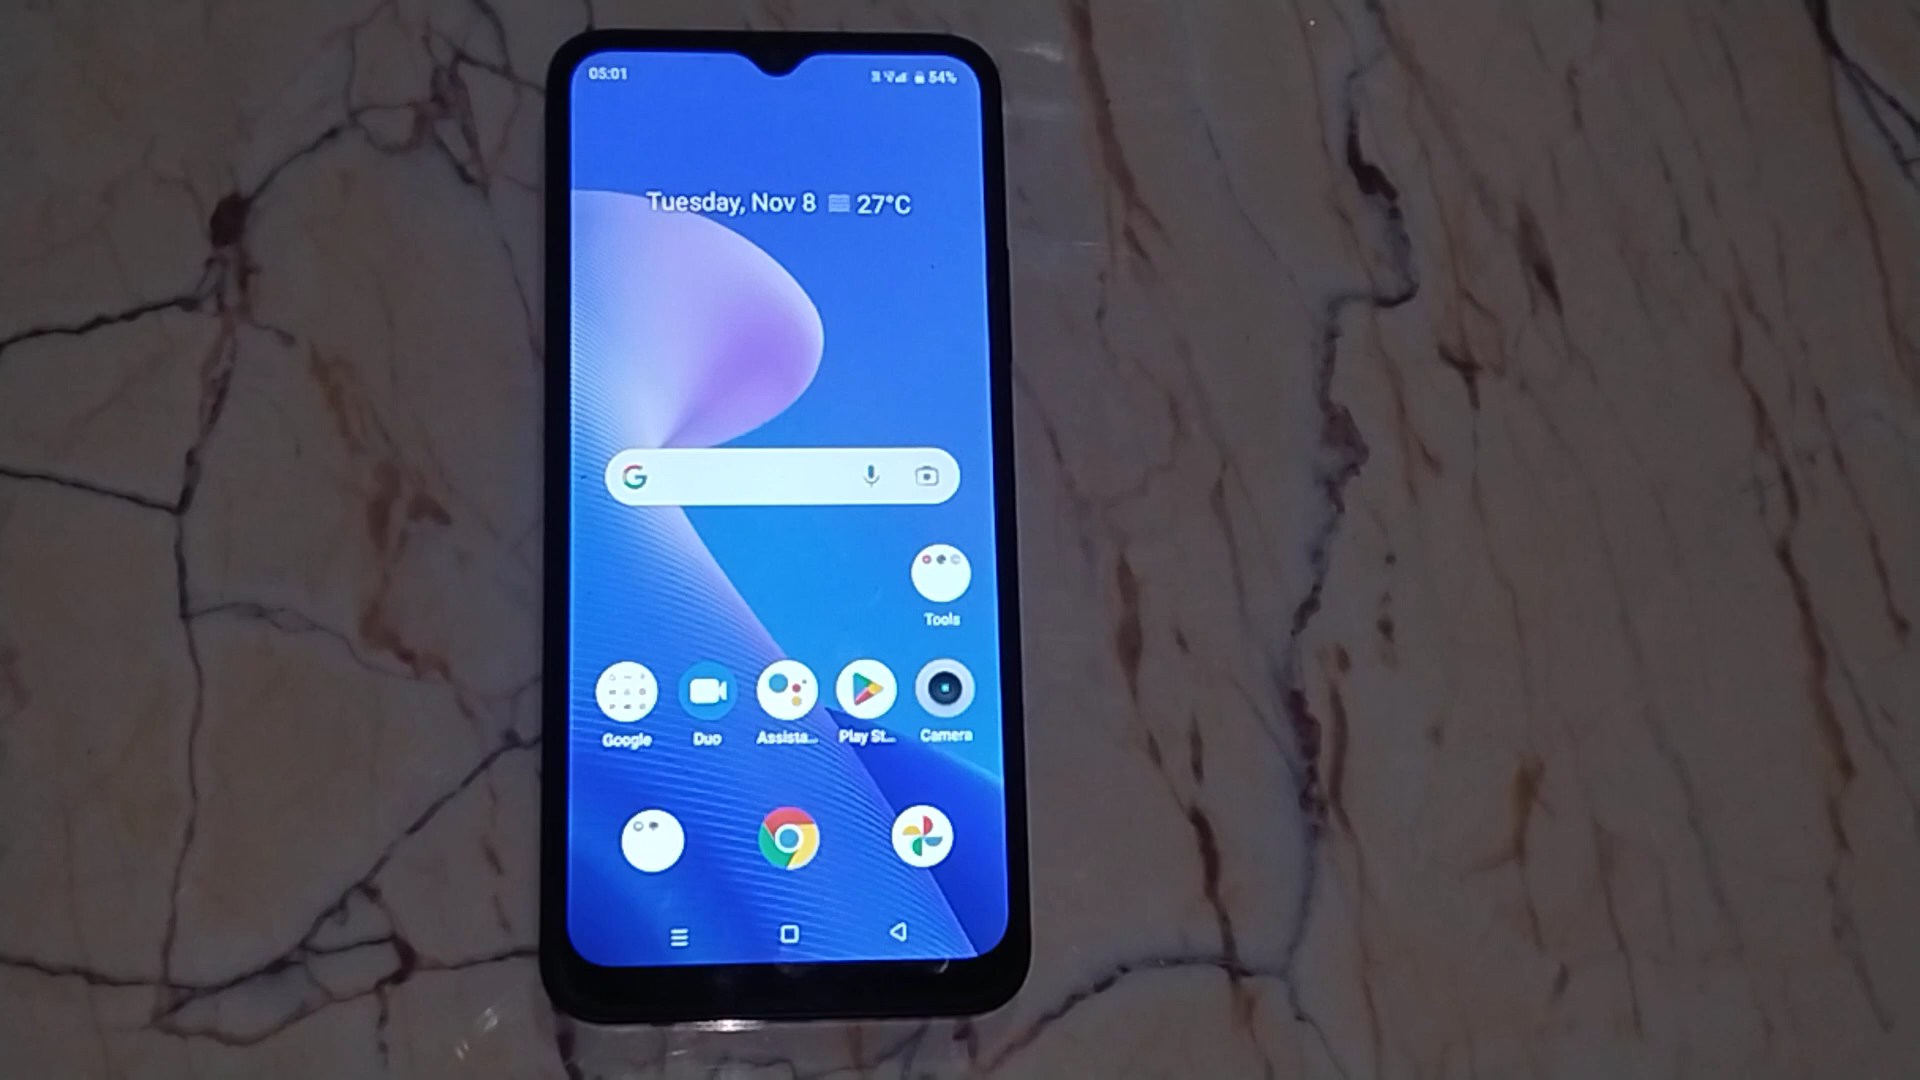 05:01
54%
Tuesday, Nov 8 27°C
G
Tools
Google Duo Assista... Play St... Camera